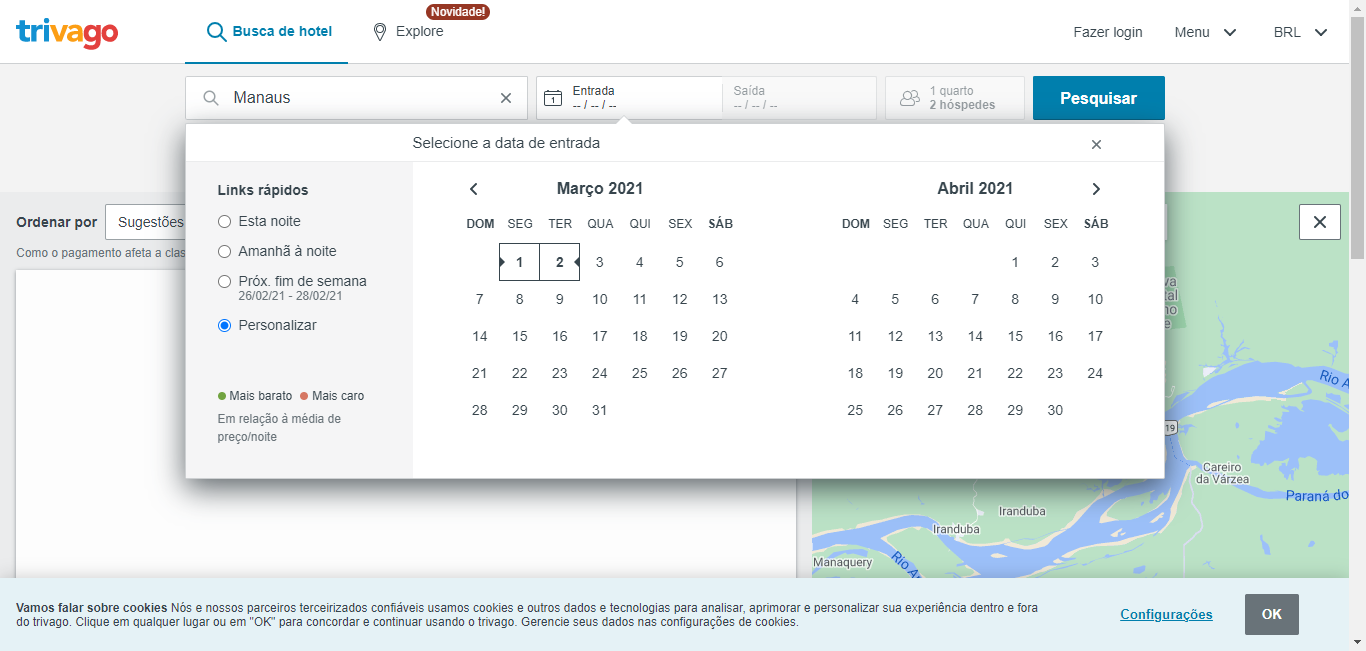 trivago
Busca de hotel
Novidade!
Explore
Fazer login
Menu
BRL
Manaus
Entrada
-- / -- / --
1
Saída
-- / -- / --
1 quarto
2 hóspedes
Pesquisar
Selecione a data de entrada
Links rápidos
Esta noite
Amanhã à noite
Próx. fim de semana
26/02/21 - 28/02/21
Personalizar
Mais barato Mais caro
Em relação à média de
preço/noite
Março 2021
DOM SEG TER QUA QUI SEX SÁB
1 2 3 4 5 6
7 8 9 10 11 12 13
14 15 16 17 18 19 20
21 22 23 24 25 26 27
28 29 30 31
Abril 2021
DOM SEG TER QUA QUI SEX SÁB
1 2 3
4 5 6 7 8 9 10
11 12 13 14 15 16 17
18 19 20 21 22 23 24
25 26 27 28 29 30
Ordenar por
Sugestões
Como o pagamento afeta a clas
19
Rio A
Careiro
da Várzea
Paraná do
Iranduba
Iranduba
Manaquery
Vamos falar sobre cookies Nós e nossos parceiros terceirizados confiáveis usamos cookies e outros dados e tecnologias para analisar, aprimorar e personalizar sua experiência dentro e fora
do trivago. Clique em qualquer lugar ou em "OK" para concordar e continuar usando o trivago. Gerencie seus dados nas configurações de cookies.
Configurações
OK